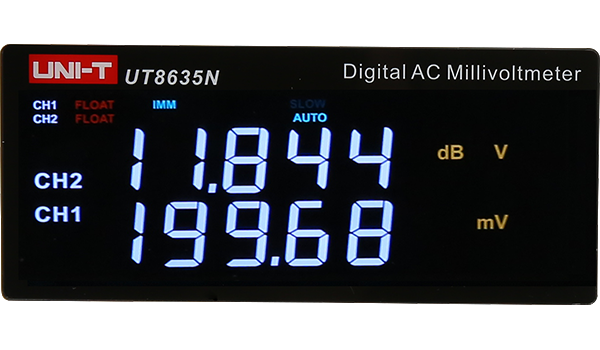 UNI-T UT8635N Digital AC Millivoltmeter
CH1 FLOAT IMM SLOW
CH2 FLOAT AUTO
CH2 11.844 dB V
CH1 199.68 mV